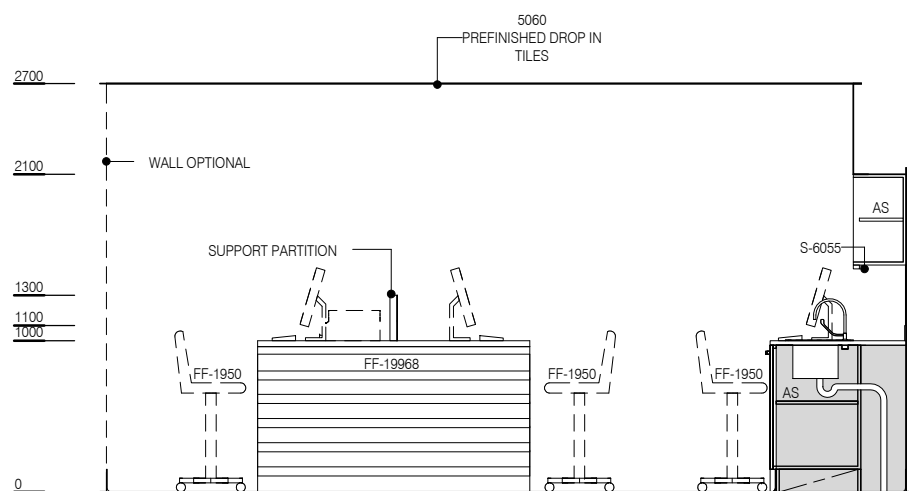 5060
PREFINISHED DROP IN
TILES
2700
WALL OPTIONAL
2100
AS
SUPPORT PARTITION
S-6055
1300
1100
1000
FF-1950
FF-19968
FF-1950
FF-1950
AS
0